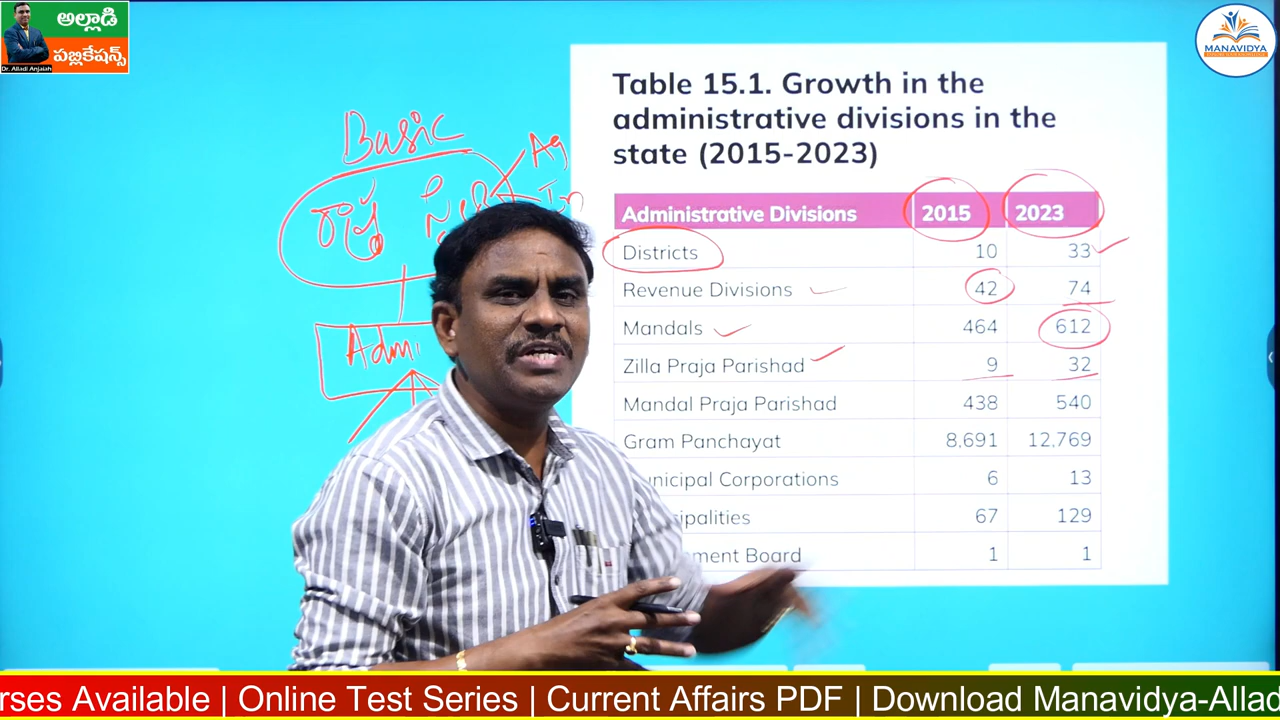 అల్లాడి
పబ్లికేషన్స్
Dr. Alladi Anjaiah
MANAVIDYA
Basic
Ag
రాష్ట్ర
Admi
Table 15.1. Growth in the
administrative divisions in the
state (2015-2023)
Administrative Divisions 2015 2023
Districts 10 33
Revenue Divisions 42 74
Mandals 464 612
Zilla Praja Parishad 9 32
Mandal Praja Parishad 438 540
Gram Panchayat 8,691 12,769
unicipal Corporations 6 13
cipalities 67 129
nment Board 1 1
rses Available | Online Test Series | Current Affairs PDF | Download Manavidya-Allad